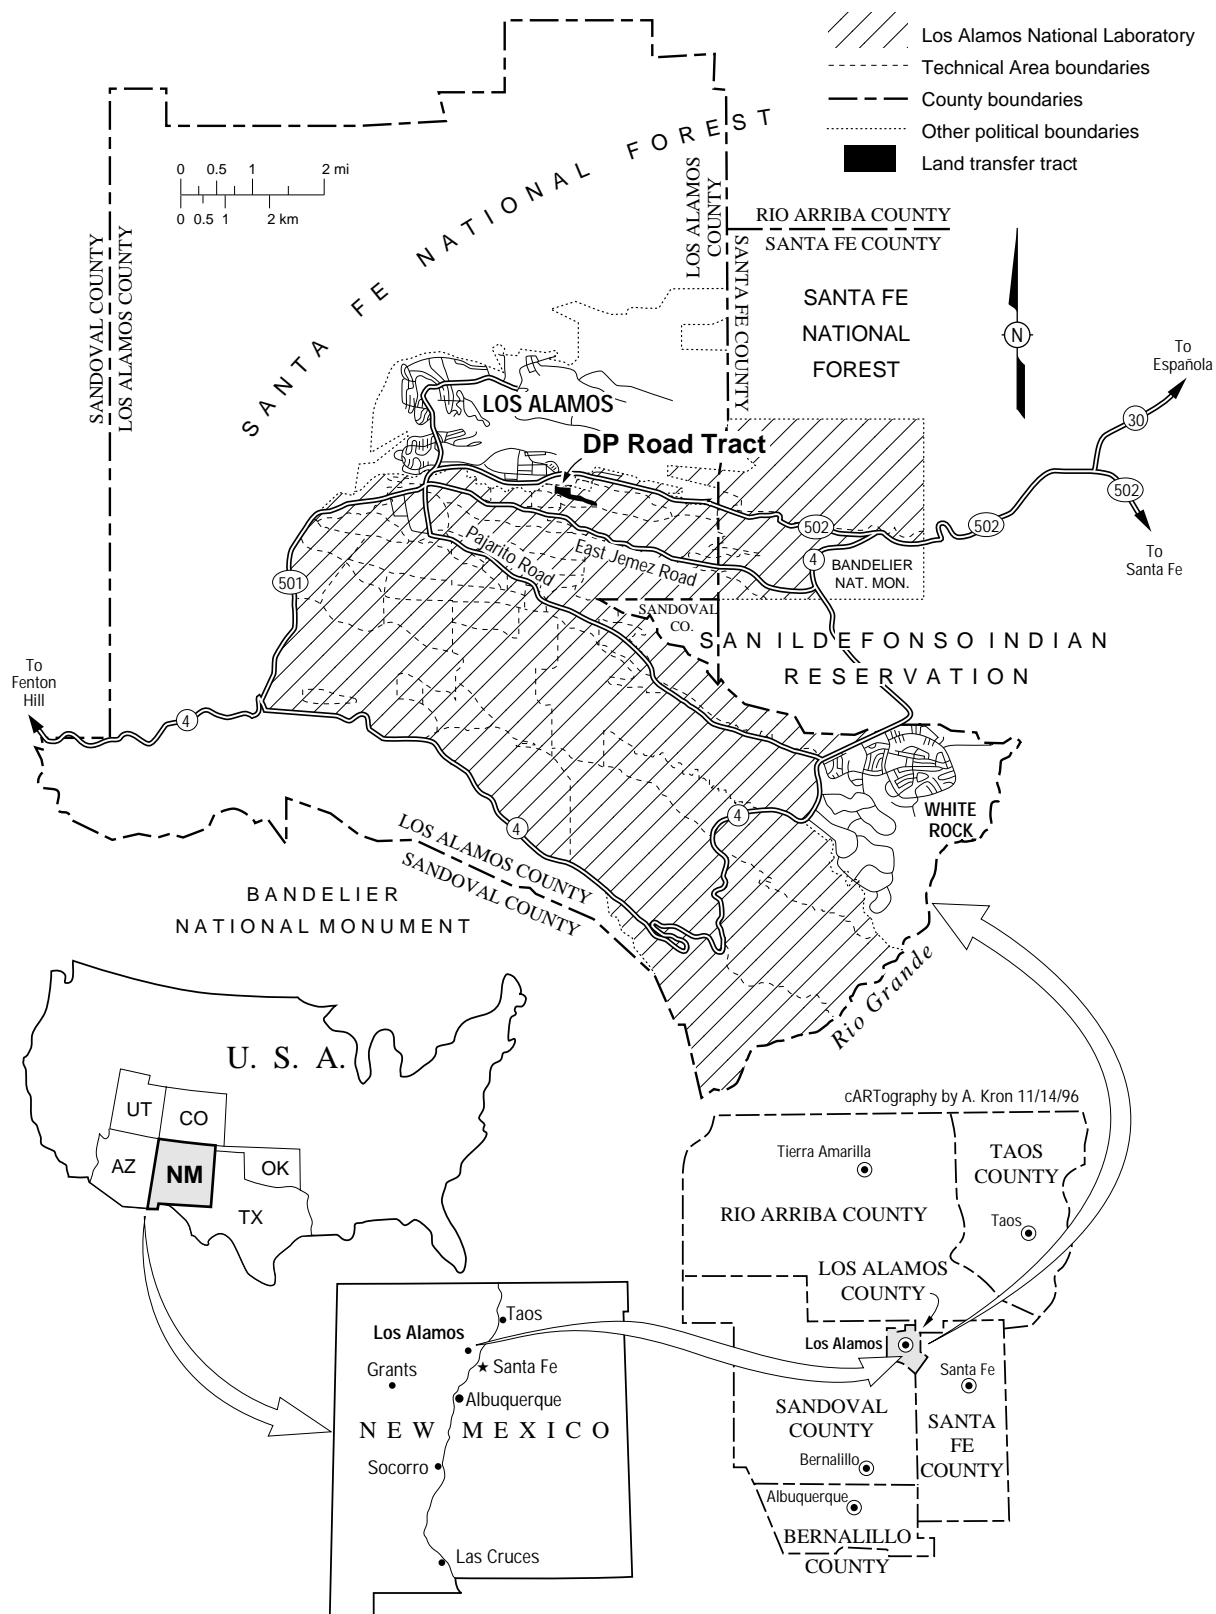 Los Alamos National Laboratory
Technical Area boundaries
County boundaries
Other political boundaries
Land transfer tract
0 0.5 1 2 mi
0 0.5 1 2 km
SANTA FE NATIONAL FOREST
SANDOVAL COUNTY
LOS ALAMOS COUNTY
LOS ALAMOS
COUNTY
SANTA FE COUNTY
RIO ARRIBA COUNTY
SANTA FE COUNTY
SANTA FE
NATIONAL
FOREST
N
To
Española
30
502
To
Santa Fe
LOS ALAMOS
DP Road Tract
502
502
4
BANDELIER
NAT. MON.
East Jemez Road
Pajarito Road
501
SANDOVAL
CO.
SAN ILDEFONSO INDIAN
RESERVATION
To
Fenton
Hill
4
4
4
WHITE
ROCK
LOS ALAMOS COUNTY
SANDOVAL COUNTY
BANDELIER
NATIONAL MONUMENT
Rio Grande
U. S. A.
UT
CO
AZ
NM
OK
TX
cARTography by A. Kron 11/14/96
Tierra Amarilla
TAOS
COUNTY
RIO ARRIBA COUNTY
Taos
LOS ALAMOS
COUNTY
Los Alamos
Santa Fe
SANDOVAL
COUNTY
SANTA
FE
COUNTY
Bernalillo
Albuquerque
BERNALILLO
COUNTY
Taos
Los Alamos
Santa Fe
Grants
Albuquerque
NEW MEXICO
Socorro
Las Cruces